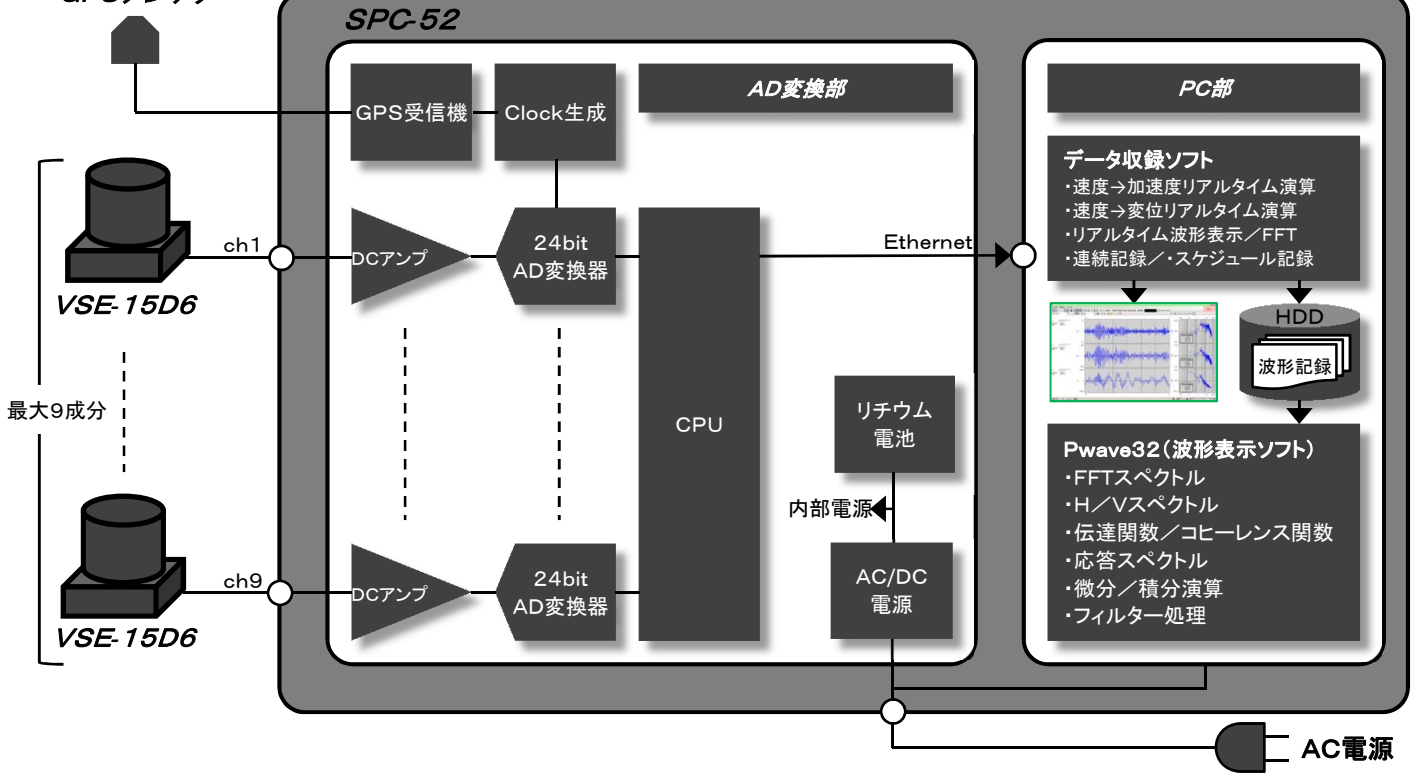 GPSアンテナ
SPC-52
GPS受信機
Clock生成
AD変換部
PC部
データ収録ソフト
・速度→加速度リアルタイム演算
・速度→変位リアルタイム演算
・リアルタイム波形表示／FFT
・連続記録／・スケジュール記録
ch1
DCアンプ
24bit
AD変換器
Ethernet
VSE-15D6
HDD
波形記録
最大9成分
CPU
リチウム
電池
内部電源
Pwave32（波形表示ソフト）
・FFTスペクトル
・H／Vスペクトル
・伝達関数／コヒーレンス関数
・応答スペクトル
・微分／積分演算
・フィルター処理
ch9
DCアンプ
24bit
AD変換器
AC/DC
電源
VSE-15D6
AC電源